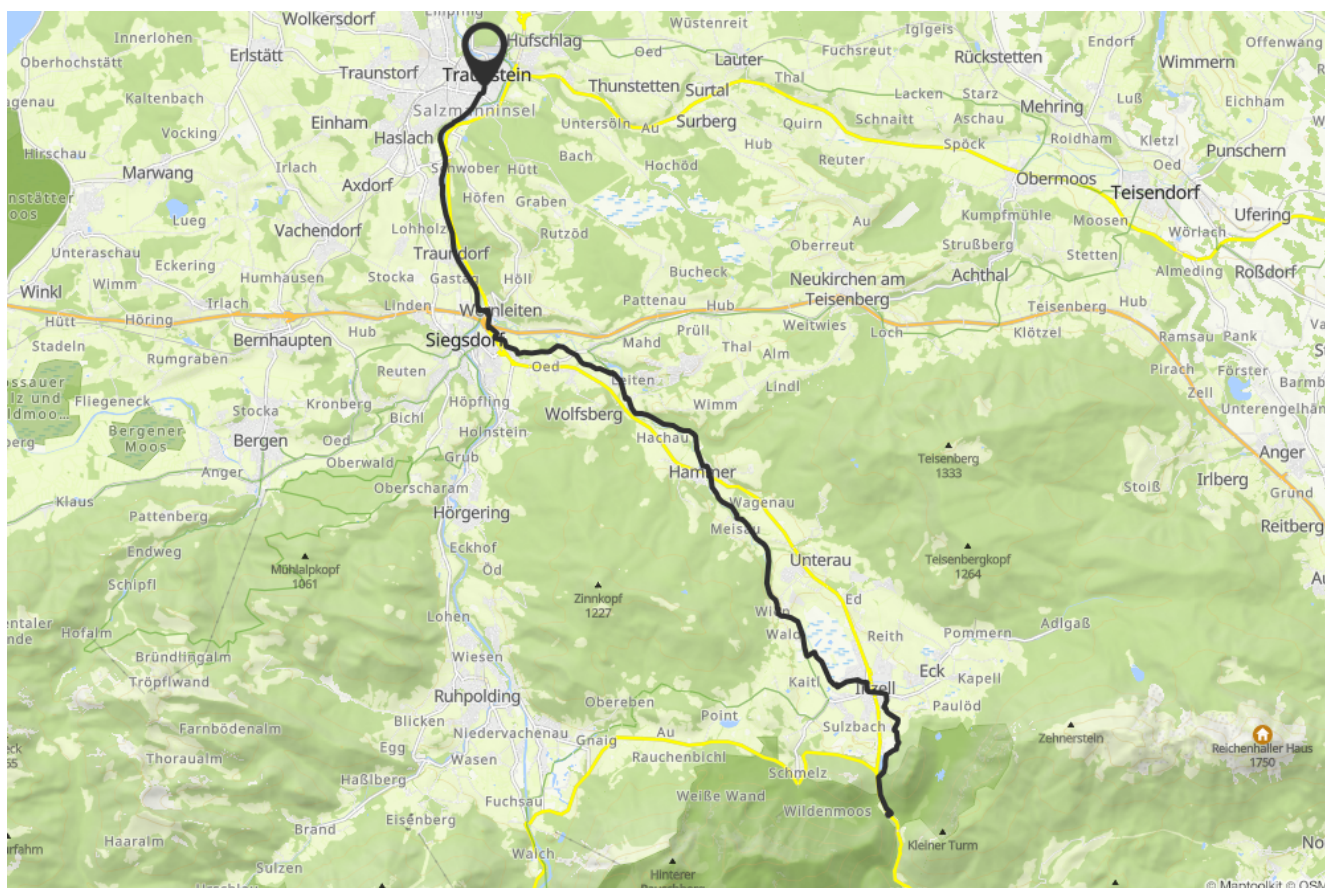 Wolkersdorf
Hufschlag
Wüstenreit
Iglgeis
Endorf
Offenwang
Innerlohen
Erlstätt
Oed
Fuchsreut
Rückstetten
Wimmern
Oberhochstätt
Traunstorf
Lauter
Thal
Thunstetten
Surtal
Lacken
Starz
Mehring
Luß
Eichham
Kaltenbach
Salzmanninsel
Einham
Untersöln
Au
Surberg
Quirn
Schnaitt
Aschau
Roidham
Kletzl
Vocking
Haslach
Hub
Spöck
Punschern
Hirschau
Marwang
Irlach
Bach
Hochöd
Reuter
Oed
Axdorf
Hütt
Obermoos
Teisendorf
Höfen
Graben
Lueg
Au
Kumpfmühle
Moosen
Ufering
Vachendorf
Rutzöd
Wörlach
Unteraschau
Oberreut
Strußberg
Stetten
Eckering
Stocka
Gastag
Höll
Bucheck
Neukirchen am
Teisenberg
Achthal
Almeding
Roßdorf
Winkl
Wimm
Humhausen
Irlach
Linden
Pattenau
Hub
Teisenberg
Hub
Hütt
Höring
Weitwies
Loch
Klötzel
Ramsau
Pank
Stadeln
Bernhaupten
Hub
Prüll
Mahd
Rumgraben
Reuten
Thal
Alm
Oed
Pirach
Förster
Fliegeneck
Kronberg
Höpfling
Lindl
Zell
Stocka
Bichl
Wolfsberg
Wimm
Bergener
Moos
Bergen
Oed
Holnstein
Hachau
Anger
Oberwald
Grub
Teisenberg
1333
Klaus
Anger
Oberscharam
Hammer
Stoiß
Irlberg
Grund
Pattenberg
Hörgering
Wagenau
Meisau
Reitberg
Endweg
Eckhof
Öd
Teisenbergkopf
1264
Schipfl
Mühlalpkopf
1061
Unterau
Zinnkopf
1227
Ed
Hofalm
Lohen
Wald
Reith
Pommern
Adlgaß
Bründlingalm
Wiesen
Tröpflwand
Eck
Kapell
Ruhpolding
Kaitl
Obereben
Paulöd
Farnbödenalm
Blicken
Point
Sulzbach
Zehnerstein
Egg
Niedervachenau
Gnaig
Au
Reichenhaller Haus
1750
Thoraualm
Wasen
Rauchenbichl
Haßlberg
Schmelz
Fuchsau
Weiße Wand
Wildenmoos
Brand
Eisenberg
Haaralm
Waich
Kleiner Turm
Sulzen
Hinterer
© Maptoolkit © OSM